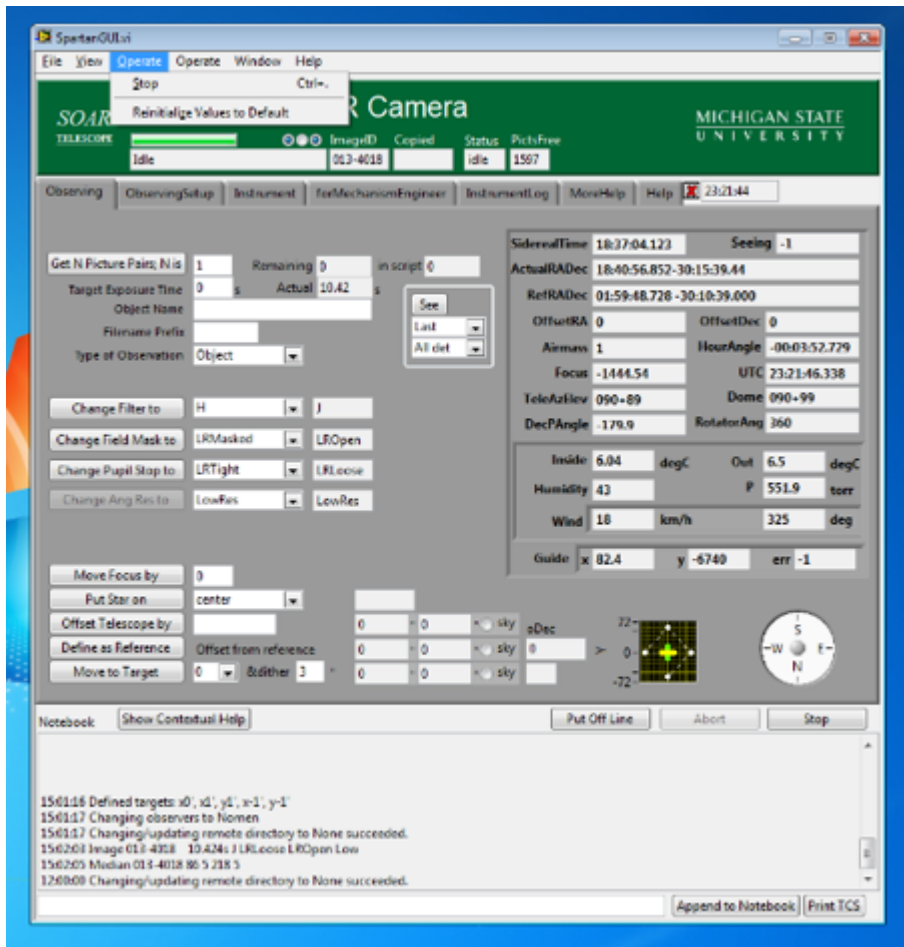 SpartanGUI.vi
File View Operate Operate Window Help
Stop Ctrl+.
Reinitialize Values to Default
SOAR
TELESCOPE
R Camera
MICHIGAN STATE
UNIVERSITY
ImageID Copied Status PictsFree
Idle 013-4018 idle 1597
Observing ObservingSetup Instrument forMechanismEngineer InstrumentLog MoreHelp Help X 23:21:44
Get N Picture Pairs; N is 1 Remaining 0 in script 0
Target Exposure Time 0 s Actual 10.42 s
Object Name
Filename Prefix
Type of Observation Object
See
Last
All det
Change Filter to H J
Change Field Mask to LRMasked LROpen
Change Pupil Stop to LRTight LRLoose
Change Ang Res to LowRes LowRes
SiderealTime 18:37:04.123 Seeing -1
ActualRADec 18:40:56.852-30:15:39.44
RefRADec 01:59:48.728 -30:10:39.000
OffsetRA 0 OffsetDec 0
Airmass 1 HourAngle -00:03:52.729
Focus -1444.54 UTC 23:21:46.338
TeleAzElev 090+89 Dome 090+99
DecPAngle -179.9 RotatorAng 360
Inside 6.04 degC Out 6.5 degC
Humidity 43 P 551.9 torr
Wind 18 km/h 325 deg
Guide x 82.4 y -6740 err -1
Move Focus by 0
Put Star on center
Offset Telescope by 0 " 0 " sky
Define as Reference Offset from reference 0 " 0 " sky
Move to Target 0 &dither 3 " 0 " 0 " sky
oDec
0
Y
72
0
-72
S
W E
N
Notebook Show Contextual Help Put Off Line Abort Stop
15:01:16 Defined targets: x0', x1', y1', x-1', y-1'
15:01:17 Changing observers to Nomen
15:01:17 Changing/updating remote directory to None succeeded.
15:02:03 Image 013-4018 10.424s J LRLoose LROpen Low
15:02:05 Median 013-4018 86 5 218 5
12:00:00 Changing/updating remote directory to None succeeded.
Append to Notebook Print TCS